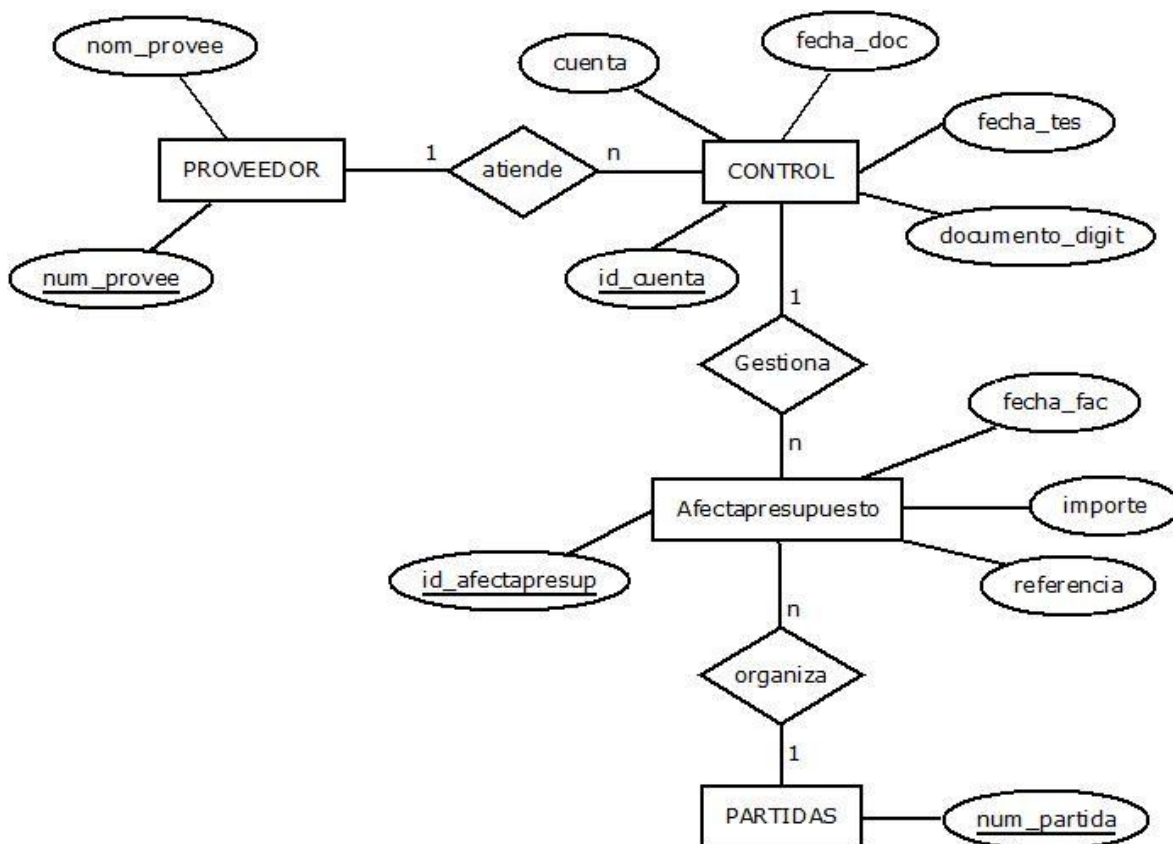 nom_provee
fecha_doc
cuenta
fecha_tes
PROVEEDOR
1
atiende
n
CONTROL
documento_digit
num_provee
id_cuenta
1
Gestiona
fecha_fac
n
Afectapresupuesto
importe
id_afectapresup
referencia
n
organiza
1
PARTIDAS
num_partida